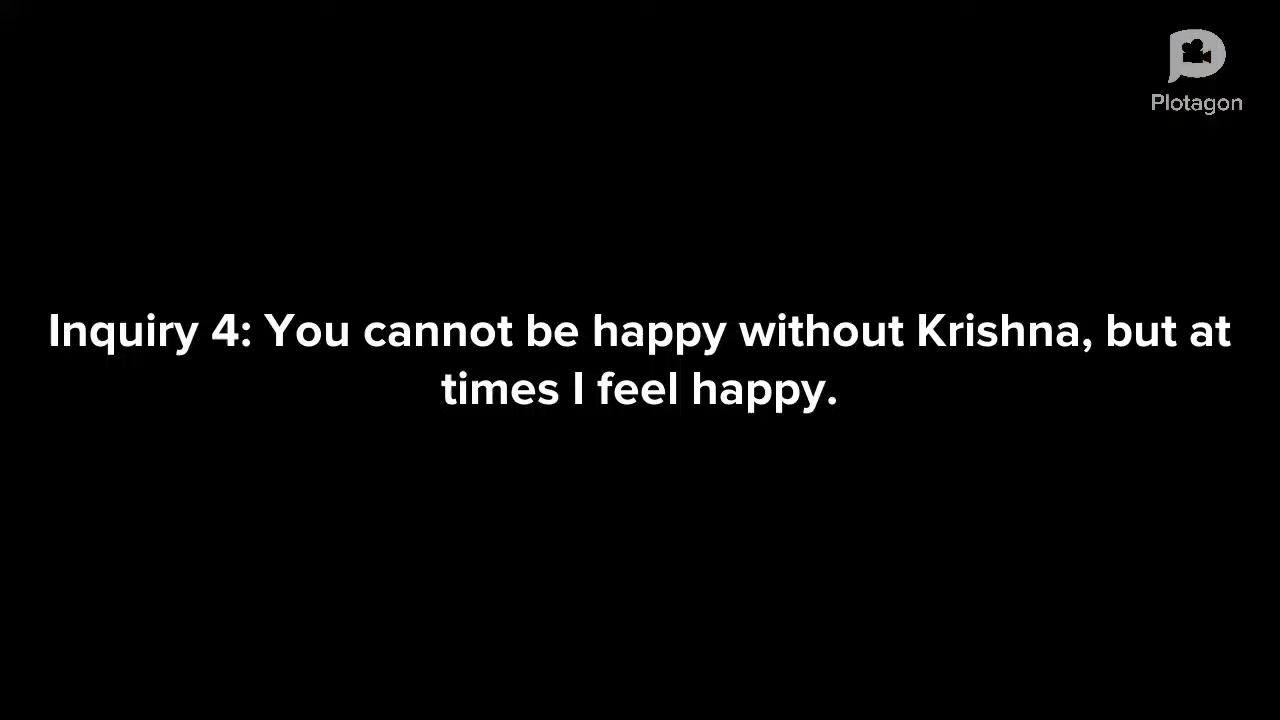 Plotagon
Inquiry 4: You cannot be happy without Krishna, but at
times I feel happy.